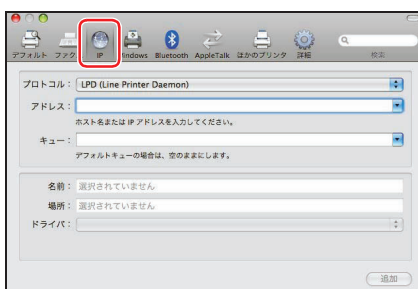 デフォルト ファクス IP Windows Bluetooth AppleTalk ほかのプリンタ 詳細 検索
プロトコル： LPD (Line Printer Daemon)
アドレス：
ホスト名または IP アドレスを入力してください。
キュー：
デフォルトキューの場合は、空のままにします。
名前： 選択されていません
場所： 選択されていません
ドライバ：
追加